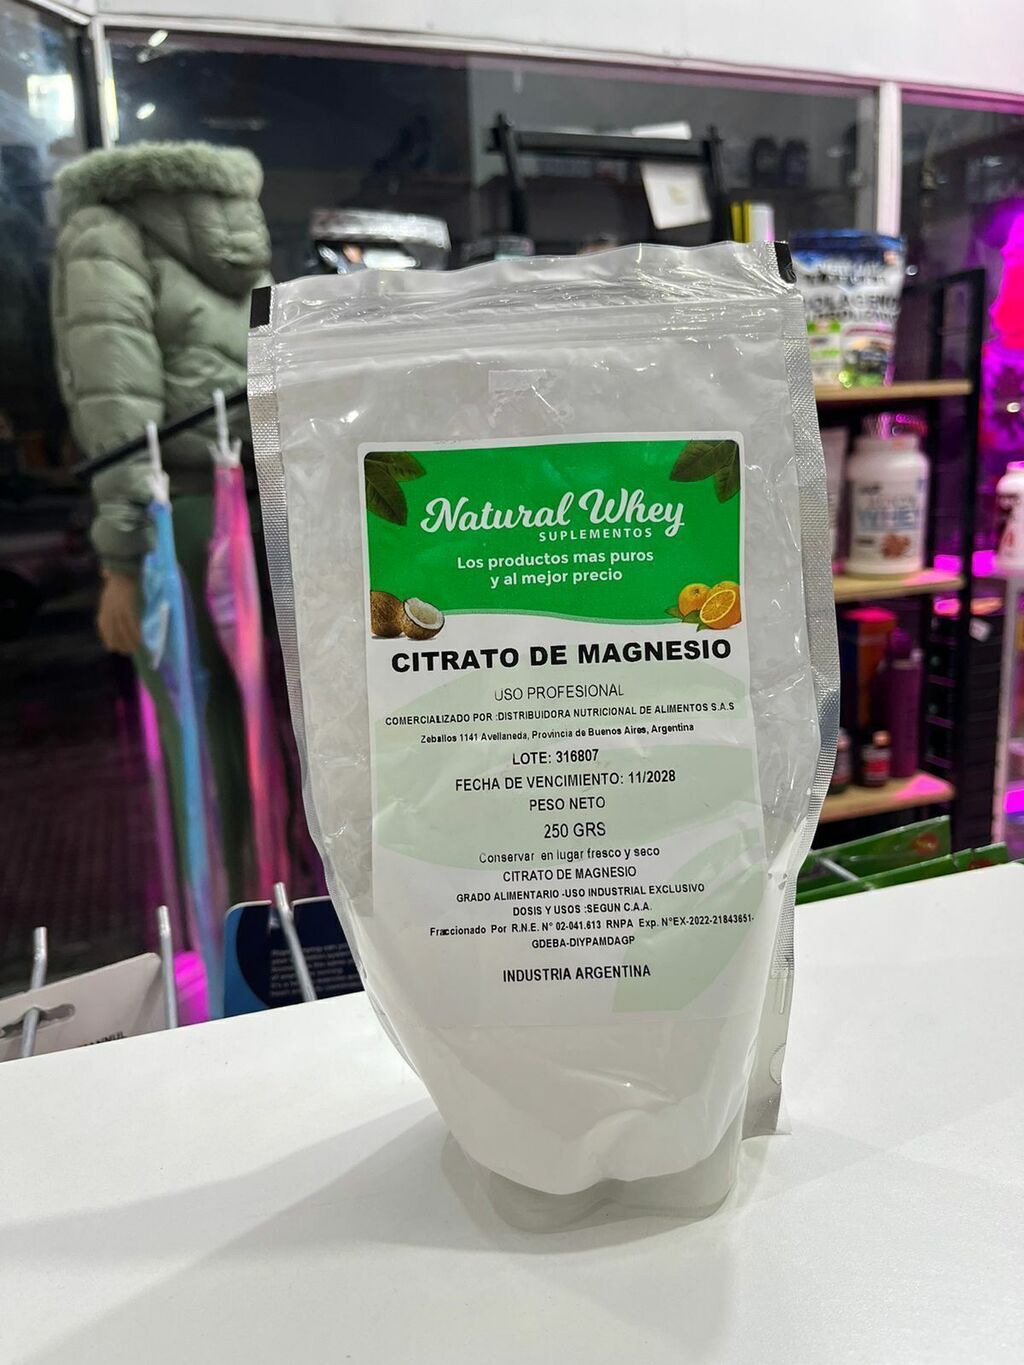 Natural Whey
SUPLEMENTOS
Los productos mas puros
y al mejor precio
CITRATO DE MAGNESIO
USO PROFESIONAL
COMERCIALIZADO POR :DISTRIBUIDORA NUTRICIONAL DE ALIMENTOS S.A.S
Zeballos 1141 Avellaneda, Provincia de Buenos Aires, Argentina
LOTE: 316807
FECHA DE VENCIMIENTO: 11/2028
PESO NETO
250 GRS
Conservar en lugar fresco y seco
CITRATO DE MAGNESIO
GRADO ALIMENTARIO -USO INDUSTRIAL EXCLUSIVO
DOSIS Y USOS :SEGUN C.A.A.
Fraccionado Por R.N.E. N° 02-041.613 RNPA Exp. N°EX-2022-21843651-
GDEBA-DIYPAMDAGP
INDUSTRIA ARGENTINA
WHEY